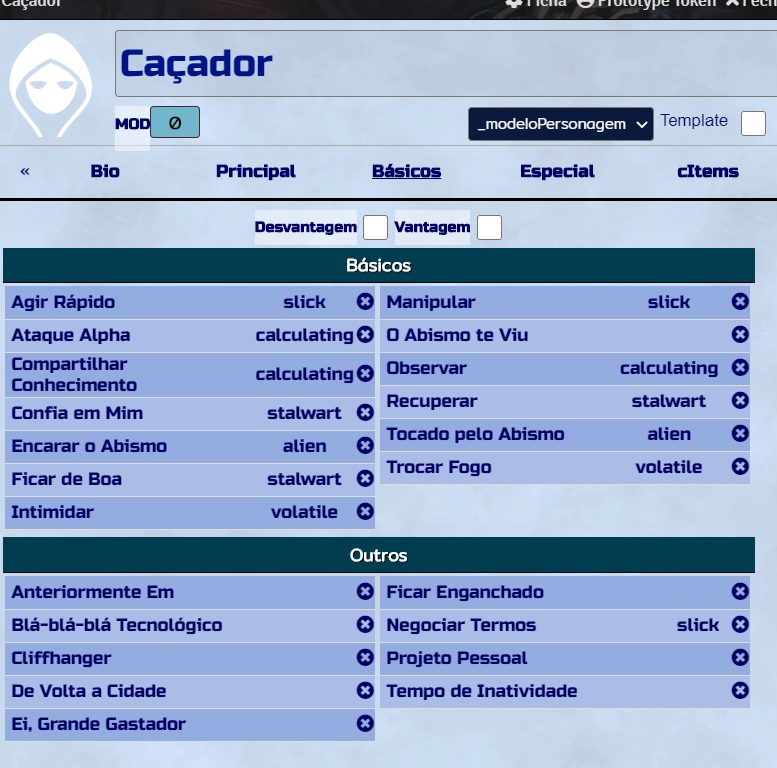 Caçador
Ficha Prototype Token
Caçador
MOD 0
_modeloPersonagem Template
« Bio Principal Básicos Especial cItems
Desvantagem Vantagem
Básicos
Agir Rápido slick
Ataque Alpha calculating
Compartilhar
Conhecimento calculating
Confia em Mim stalwart
Encarar o Abismo alien
Ficar de Boa stalwart
Intimidar volatile
Manipular slick
O Abismo te Viu
Observar calculating
Recuperar stalwart
Tocado pelo Abismo alien
Trocar Fogo volatile
Outros
Anteriormente Em
Blá-blá-blá Tecnológico
Cliffhanger
De Volta a Cidade
Ei, Grande Gastador
Ficar Enganchado
Negociar Termos slick
Projeto Pessoal
Tempo de Inatividade